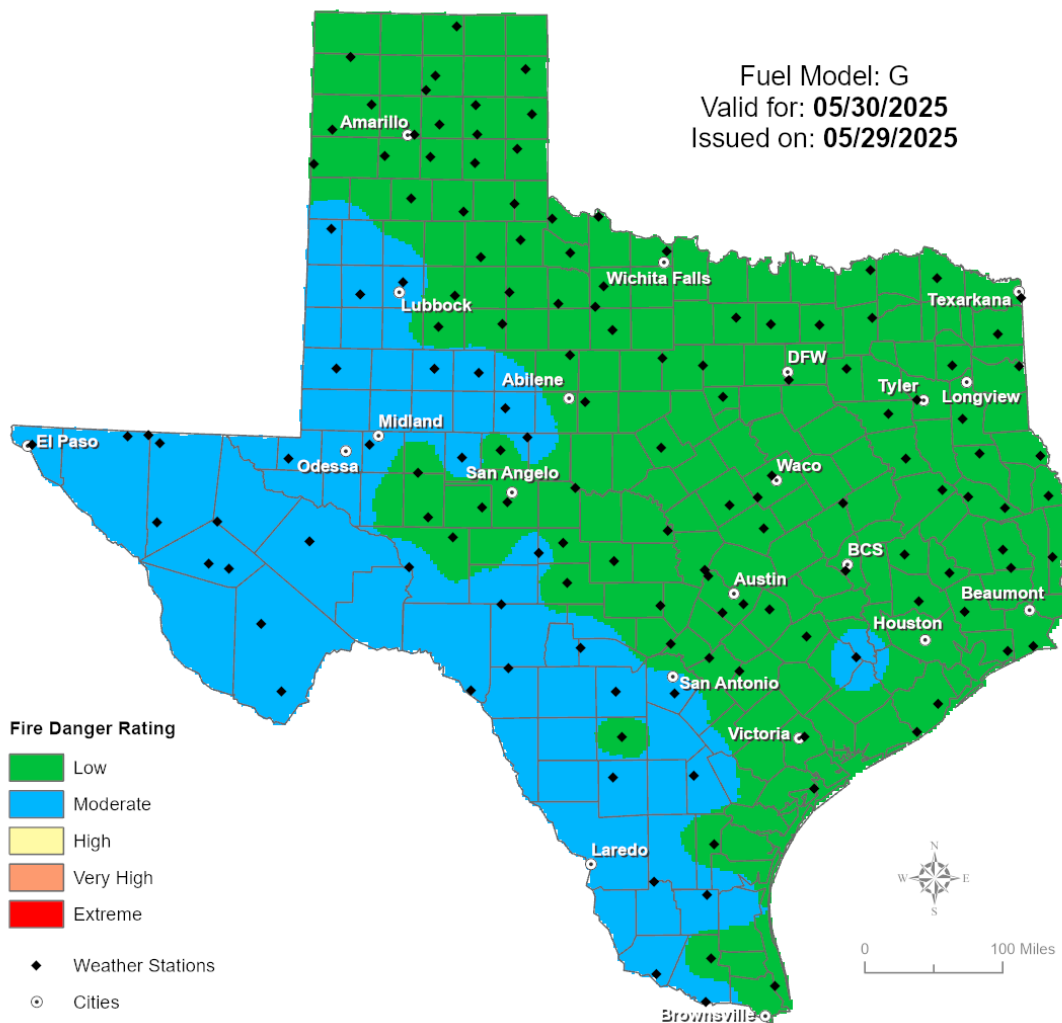 Fuel Model: G
Valid for: 05/30/2025
Issued on: 05/29/2025
Amarillo
Lubbock
Wichita Falls
Texarkana
DFW
Abilene
Tyler
Longview
Midland
El Paso
Odessa
San Angelo
Waco
BCS
Austin
Beaumont
Houston
San Antonio
Victoria
Laredo
Brownsville
Fire Danger Rating
Low
Moderate
High
Very High
Extreme
Weather Stations
Cities
N
W E
S
0 100 Miles